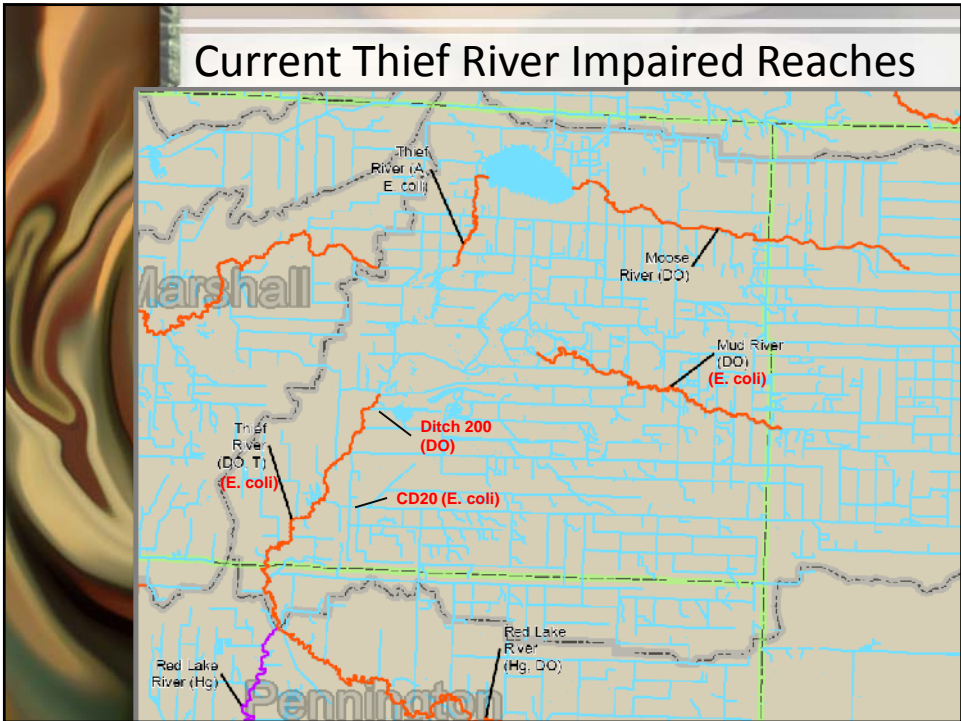 Current Thief River Impaired Reaches
Thief
River (A,
E. coli)
Moose
River (DO)
Marshall
Mud River
(DO)
(E. coli)
Ditch 200
(DO)
Thief
River
(DO, T)
(E. coli)
CD20 (E. coli)
Red Lake
River
(Hg, DO)
Red Lake
River (Hg)
Pennington